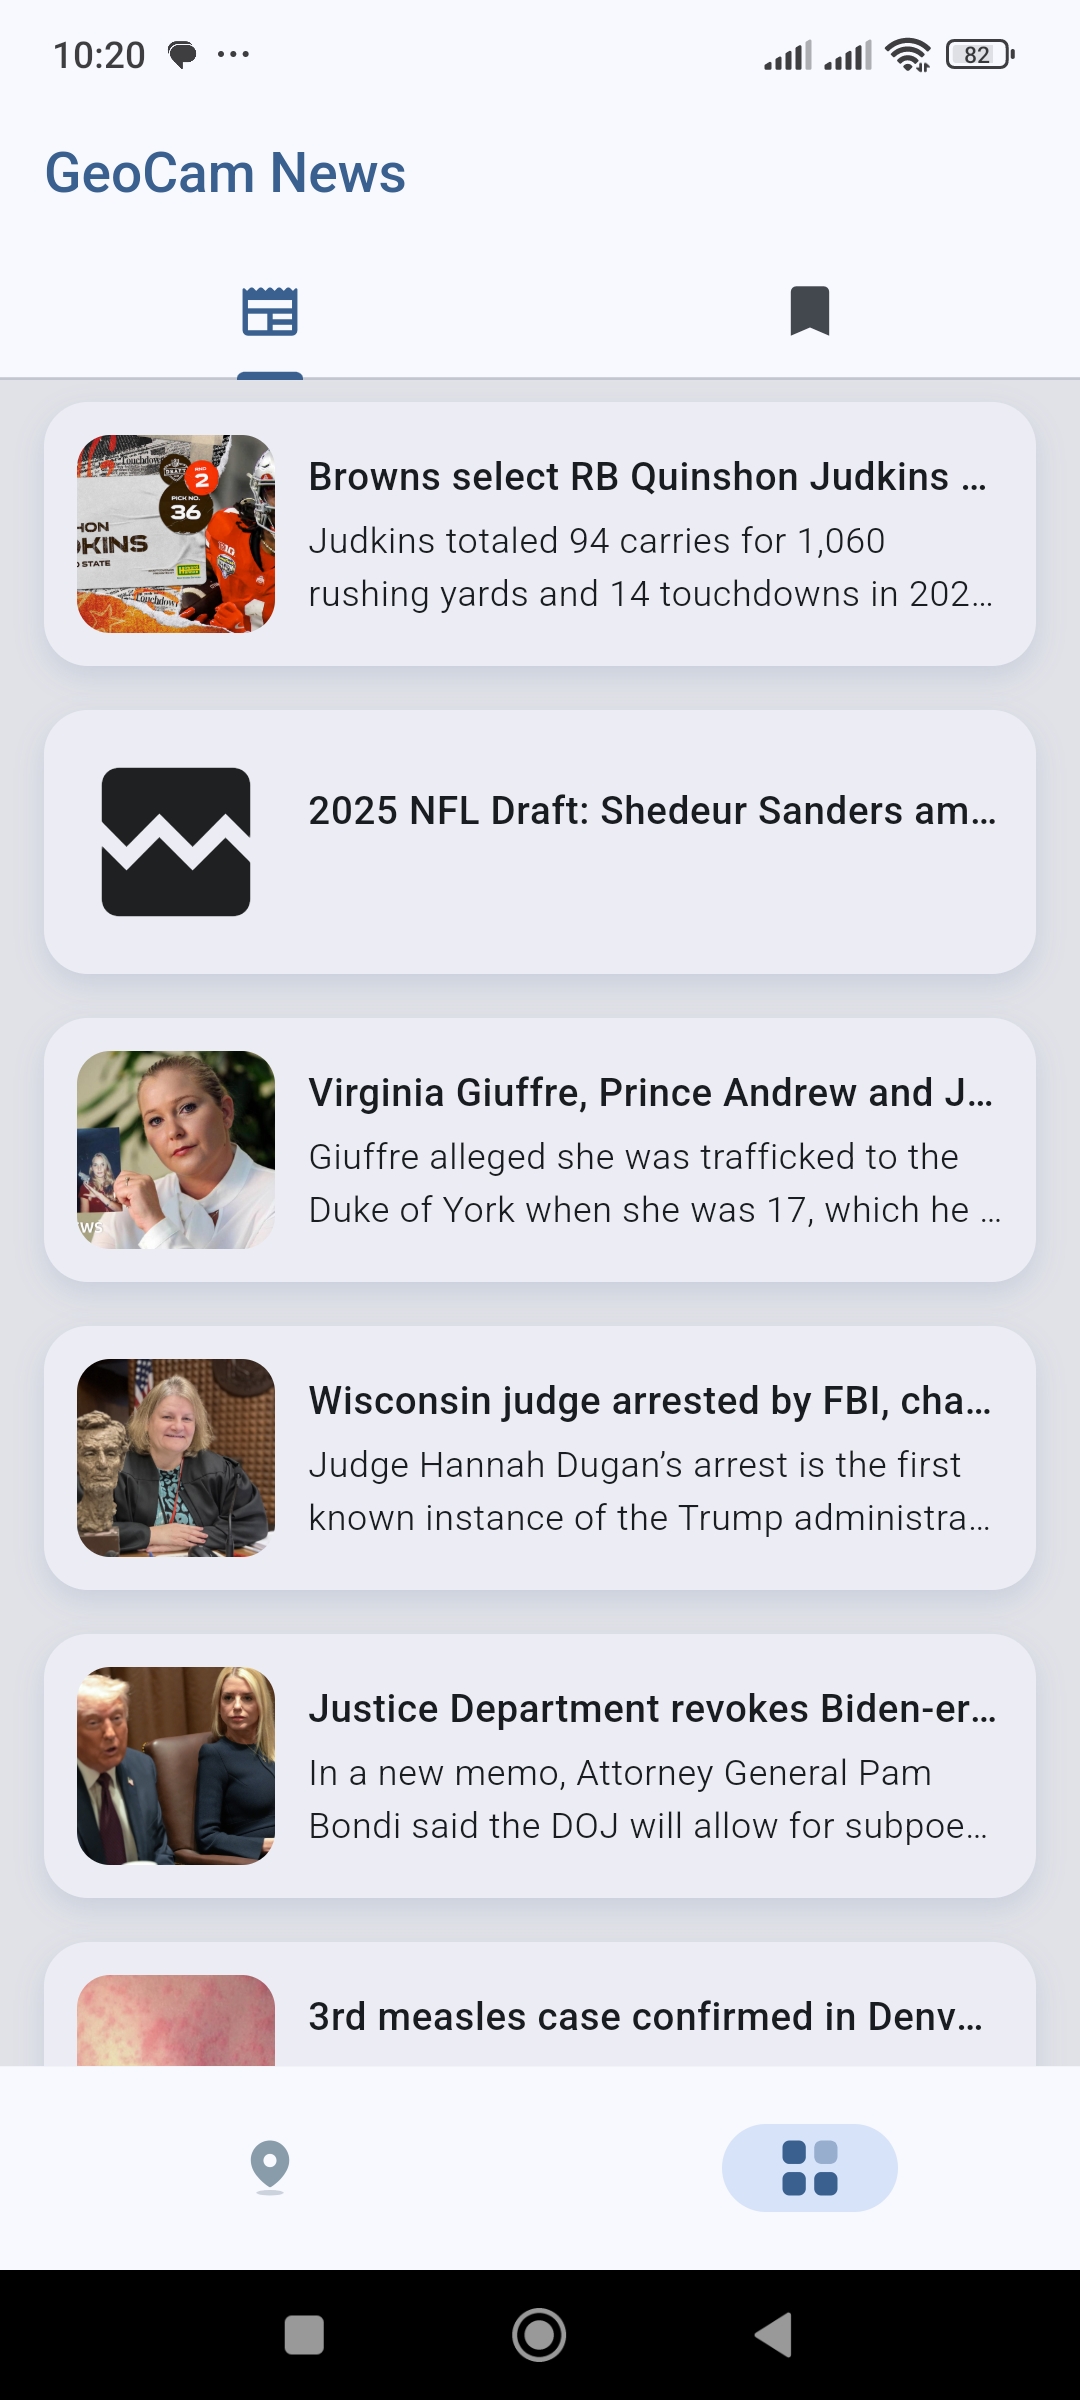 10:20
82
GeoCam News
Touchdown
RND
2
PICK NO.
36
HON
DKINS
STATE
Touchdown
Browns select RB Quinshon Judkins …
Judkins totaled 94 carries for 1,060
rushing yards and 14 touchdowns in 202…
2025 NFL Draft: Shedeur Sanders am…
Virginia Giuffre, Prince Andrew and J…
Giuffre alleged she was trafficked to the
Duke of York when she was 17, which he …
WS
Wisconsin judge arrested by FBI, cha…
Judge Hannah Dugan’s arrest is the first
known instance of the Trump administra…
Justice Department revokes Biden-er…
In a new memo, Attorney General Pam
Bondi said the DOJ will allow for subpoe…
3rd measles case confirmed in Denv…